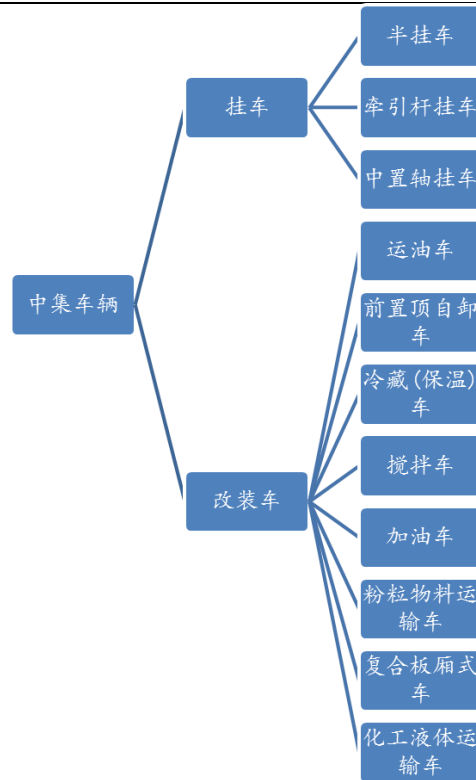 半挂车
挂车
牵引杆挂车
中置轴挂车
运油车
中集车辆
前置顶自卸
车
冷藏(保温)
车
搅拌车
改装车
加油车
粉粒物料运
输车
复合板厢式
车
化工液体运
输车